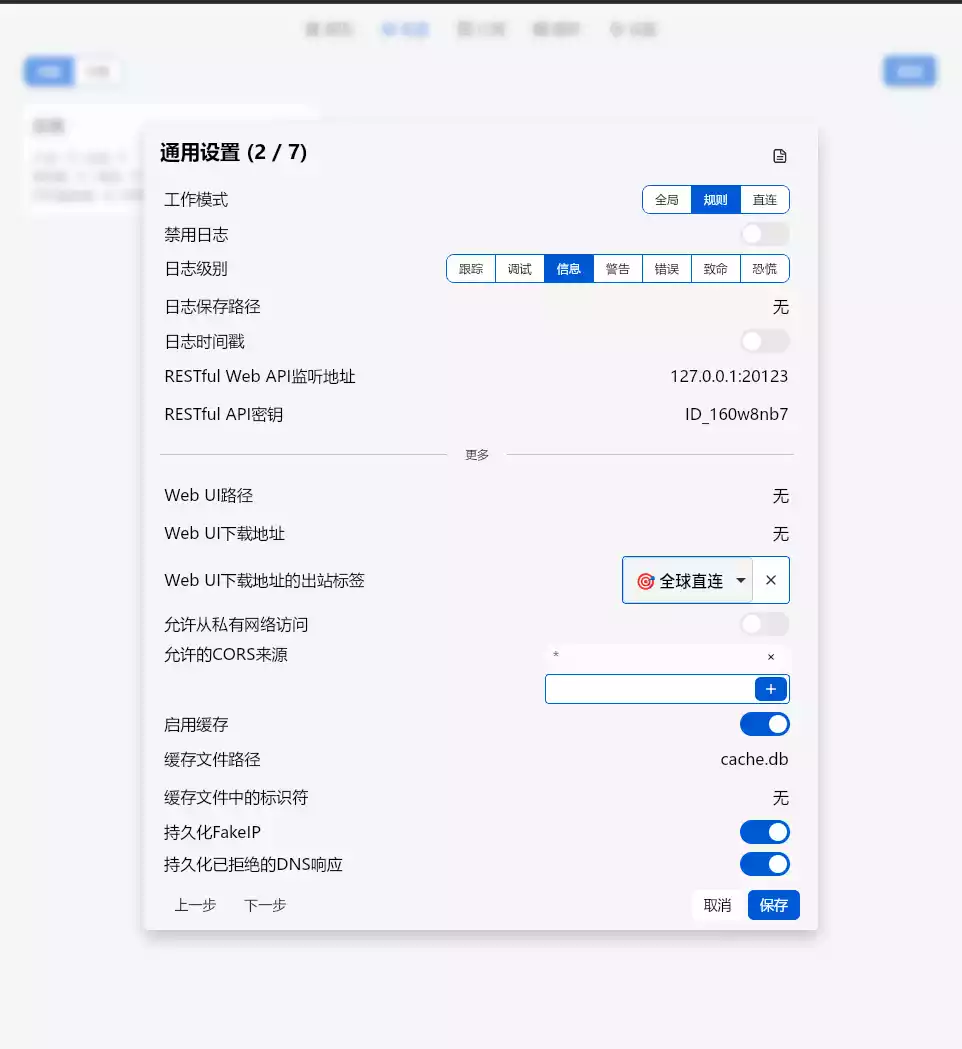 通用设置 (2 / 7)
工作模式 全局 规则 直连
禁用日志
日志级别 跟踪 调试 信息 警告 错误 致命 恐慌
日志保存路径 无
日志时间戳
RESTful Web API监听地址 127.0.0.1:20123
RESTful API密钥 ID_160w8nb7
更多
Web UI路径 无
Web UI下载地址 无
Web UI下载地址的出站标签 🎯 全球直连
允许从私有网络访问
允许的CORS来源 *
启用缓存
缓存文件路径 cache.db
缓存文件中的标识符 无
持久化FakeIP
持久化已拒绝的DNS响应
上一步 下一步 取消 保存